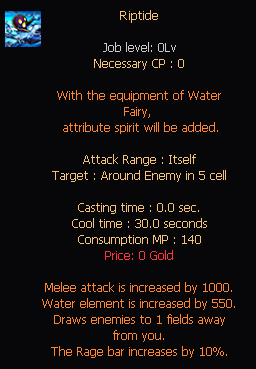 Riptide
Job level: 0Lv
Necessary CP : 0
With the equipment of Water
Fairy,
attribute spirit will be added.
Attack Range : Itself
Target : Around Enemy in 5 cell
Casting time : 0.0 sec.
Cool time : 30.0 seconds
Consumption MP : 140
Price: 0 Gold
Melee attack is increased by 1000.
Water element is increased by 550.
Draws enemies to 1 fields away
from you.
The Rage bar increases by 10%.